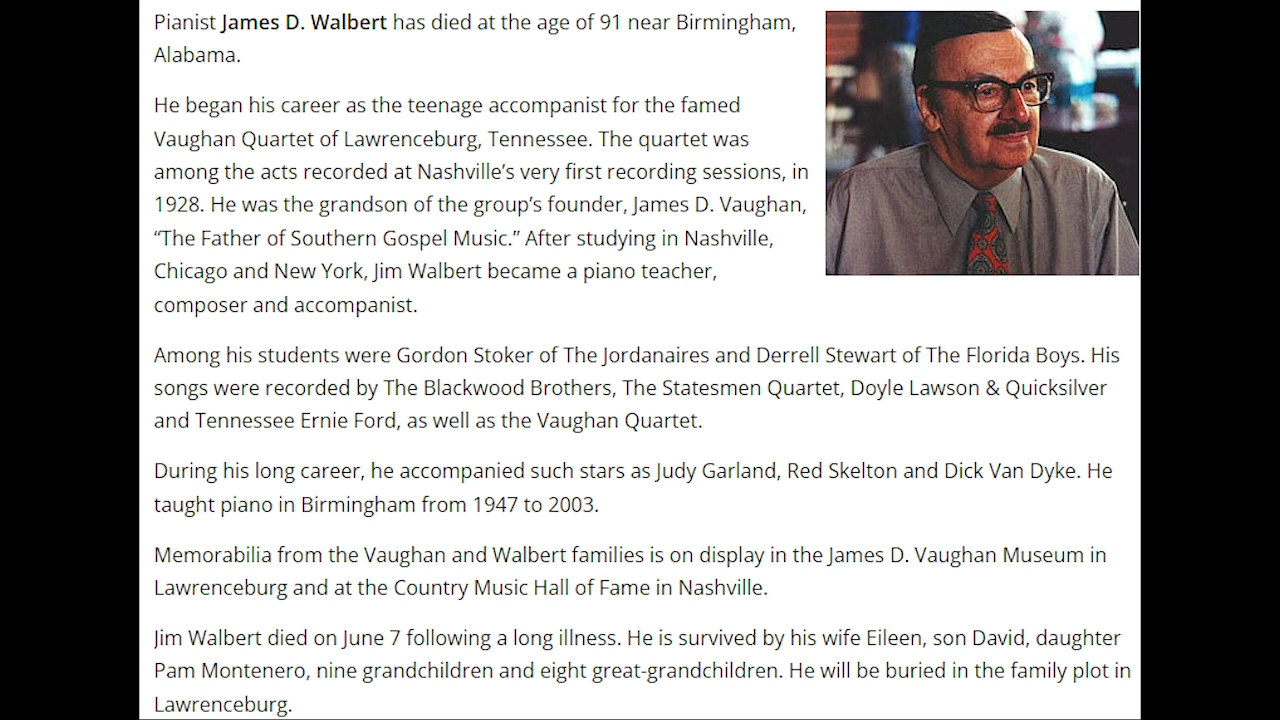 Pianist James D. Walbert has died at the age of 91 near Birmingham,
Alabama.
He began his career as the teenage accompanist for the famed
Vaughan Quartet of Lawrenceburg, Tennessee. The quartet was
among the acts recorded at Nashville’s very first recording sessions, in
1928. He was the grandson of the group’s founder, James D. Vaughan,
“The Father of Southern Gospel Music.” After studying in Nashville,
Chicago and New York, Jim Walbert became a piano teacher,
composer and accompanist.
Among his students were Gordon Stoker of The Jordanaires and Derrell Stewart of The Florida Boys. His
songs were recorded by The Blackwood Brothers, The Statesmen Quartet, Doyle Lawson & Quicksilver
and Tennessee Ernie Ford, as well as the Vaughan Quartet.
During his long career, he accompanied such stars as Judy Garland, Red Skelton and Dick Van Dyke. He
taught piano in Birmingham from 1947 to 2003.
Memorabilia from the Vaughan and Walbert families is on display in the James D. Vaughan Museum in
Lawrenceburg and at the Country Music Hall of Fame in Nashville.
Jim Walbert died on June 7 following a long illness. He is survived by his wife Eileen, son David, daughter
Pam Montenero, nine grandchildren and eight great-grandchildren. He will be buried in the family plot in
Lawrenceburg.